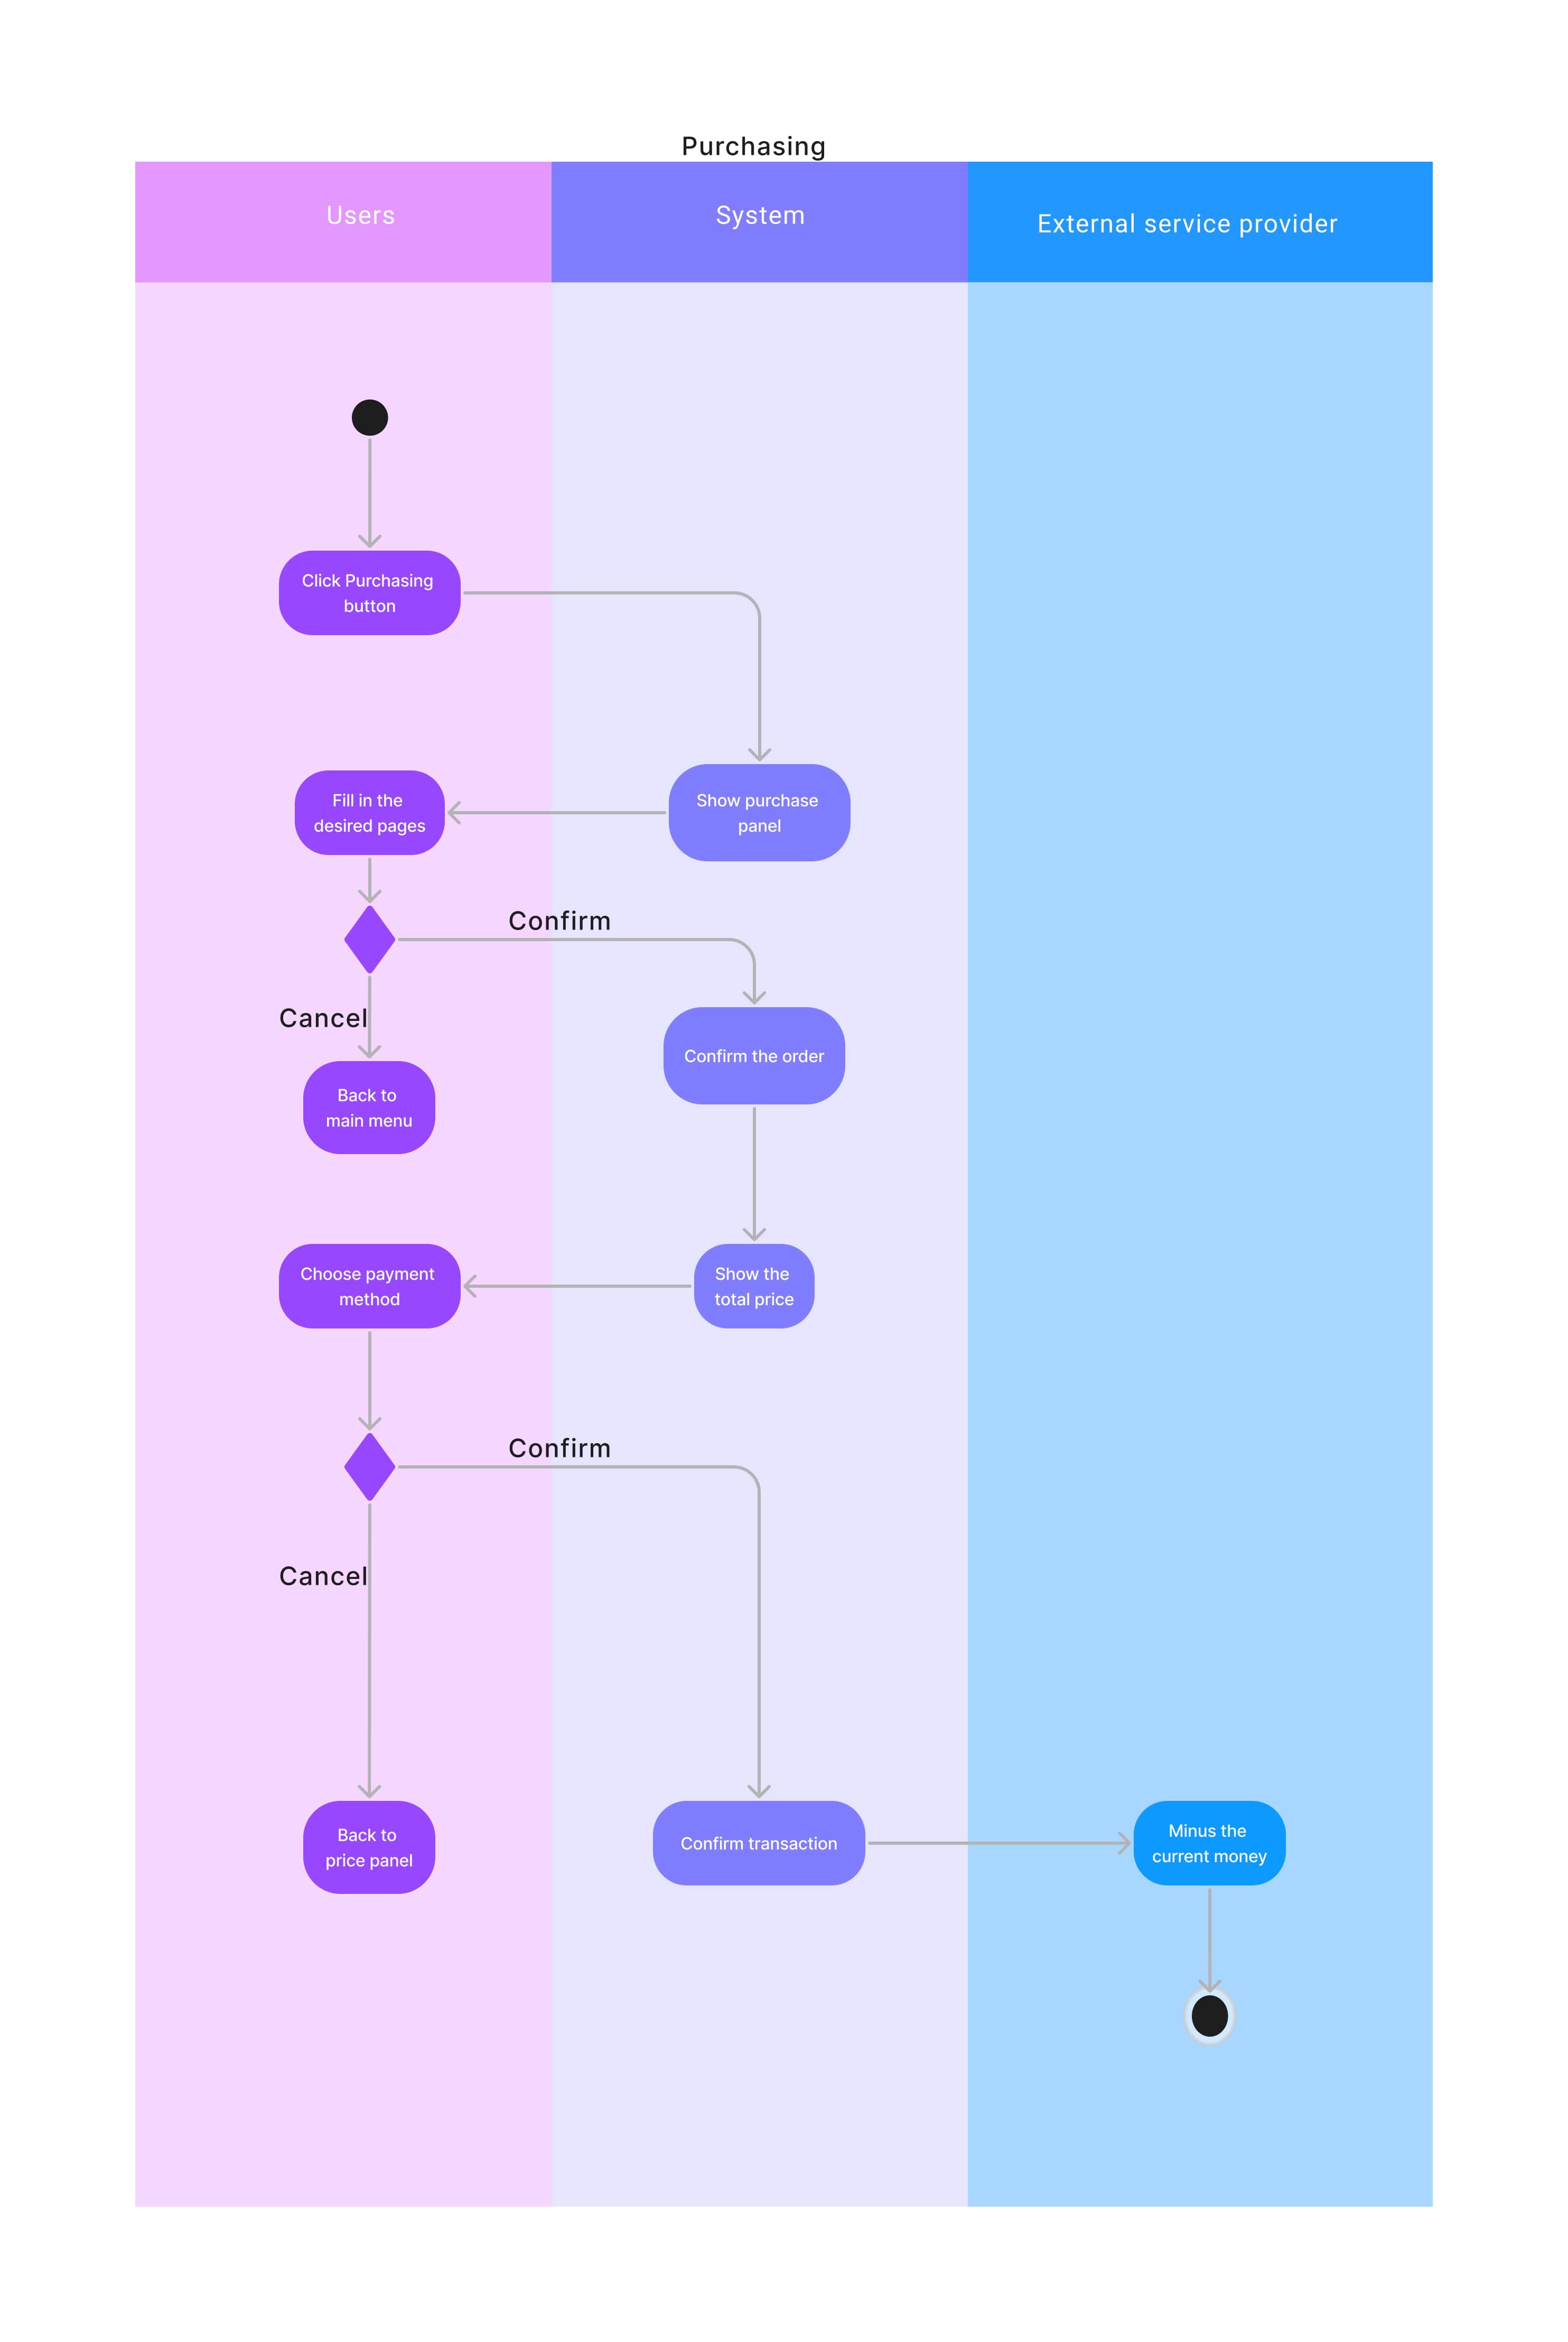 Purchasing
Users
System
External service provider
Click Purchasing
button
Show purchase
panel
Fill in the
desired pages
Confirm
Cancel
Confirm the order
Back to
main menu
Show the
total price
Choose payment
method
Confirm
Cancel
Back to
price panel
Confirm transaction
Minus the
current money